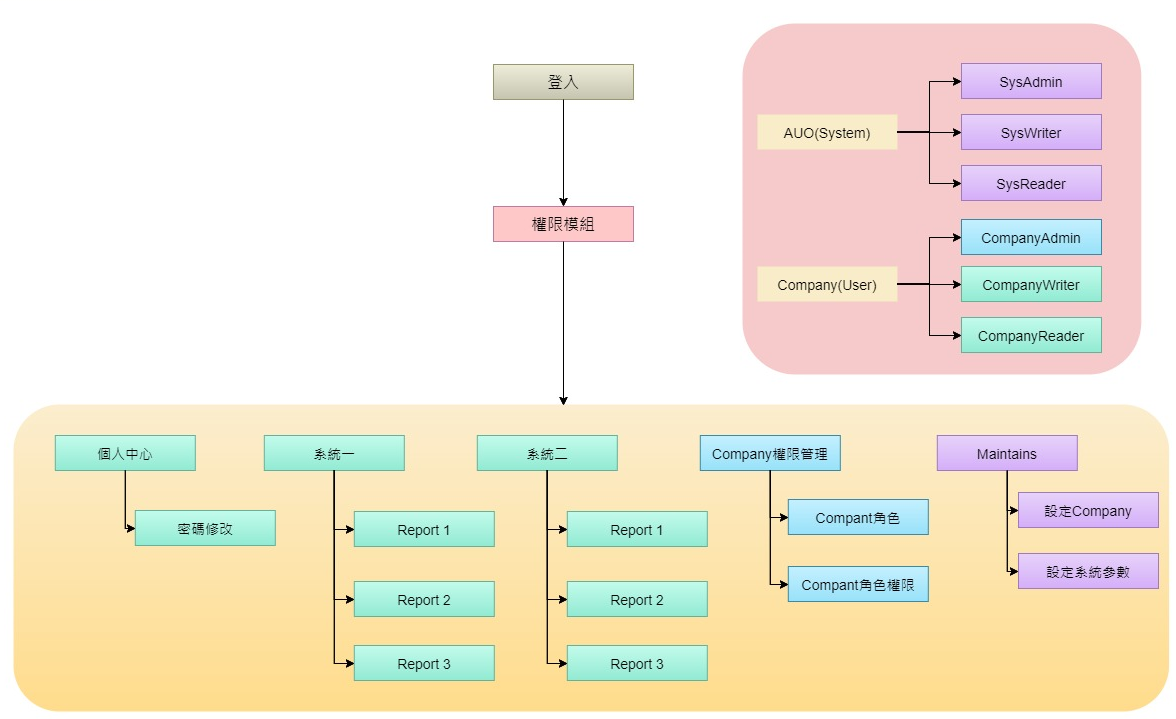 登入
權限模組
AUO(System)
SysAdmin
SysWriter
SysReader
Company(User)
CompanyAdmin
CompanyWriter
CompanyReader
個人中心
密碼修改
系統一
Report 1
Report 2
Report 3
系統二
Report 1
Report 2
Report 3
Company權限管理
Compant角色
Compant角色權限
Maintains
設定Company
設定系統參數